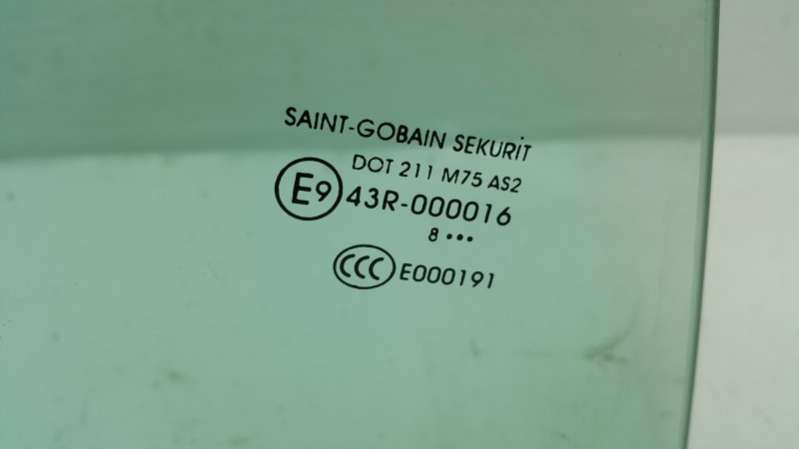 SAINT-GOBAIN SEKURIT
DOT 211 M75 AS2
E9 43R-000016
8 •••
CCC E000191